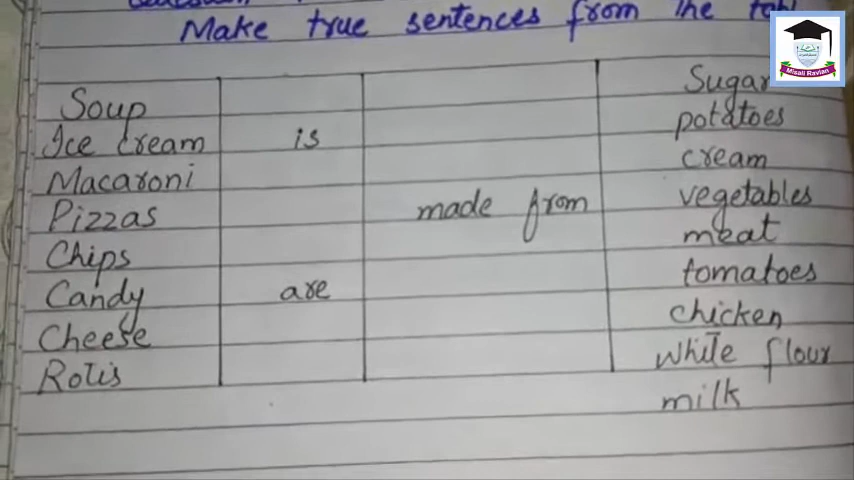 Make true sentences from the
Soup Sugar
Ice cream is potatoes
Macaroni cream
Pizzas made from vegetables
Chips meat
Candy are tomatoes
Cheese chicken
Rotis white flour
milk
Misali Ravian